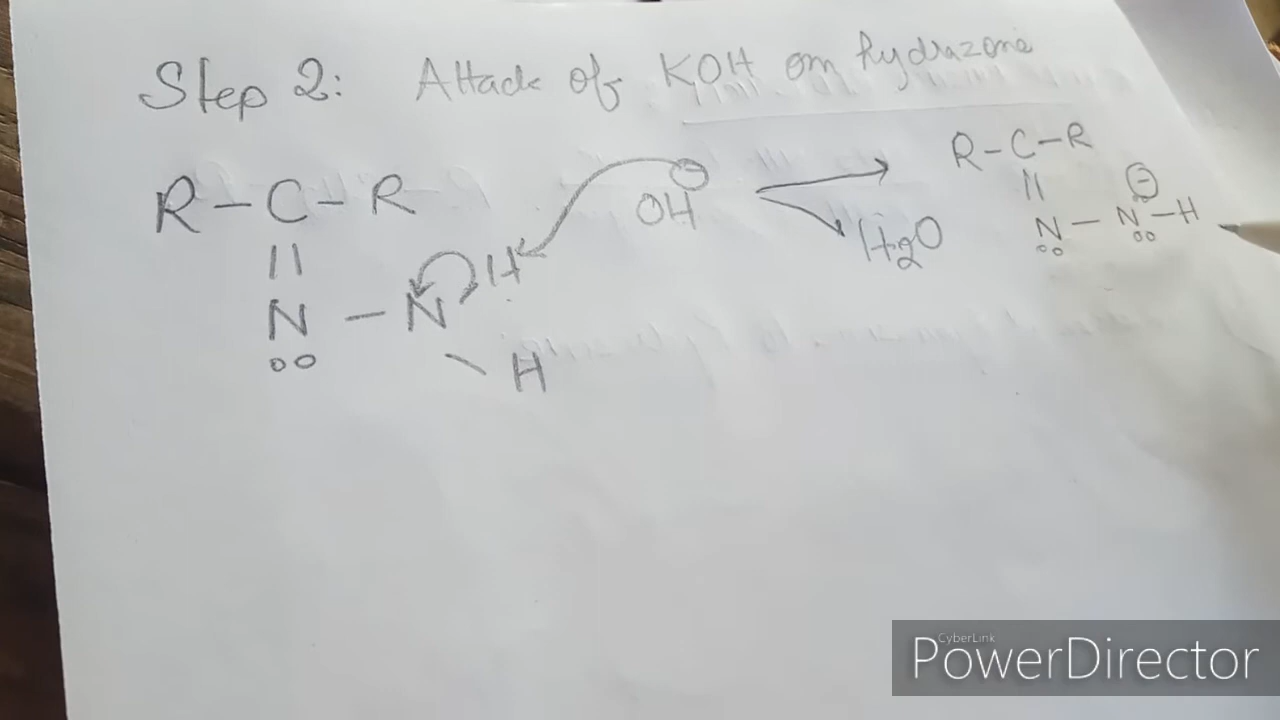 Step 2: Attack of KOH on hydrazone
R-C-R
||
N - N H
H
OH ⊖
H2O
R-C-R
||
N - N - H
⊖
CyberLink
PowerDirector